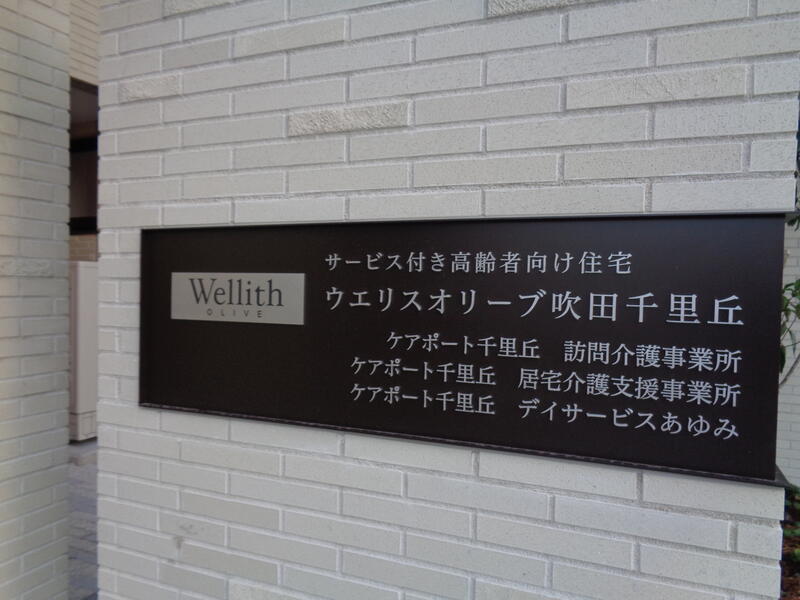 Wellith
OLIVE
サービス付き高齢者向け住宅
ウエリスオリーブ吹田千里丘
ケアポート千里丘　訪問介護事業所
ケアポート千里丘　居宅介護支援事業所
ケアポート千里丘　デイサービスあゆみ